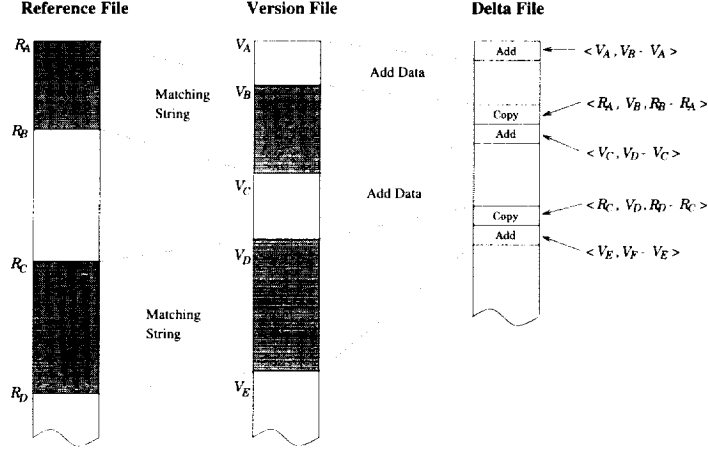 Reference File
Version File
Delta File
R_A
V_A
Add
< V_A , V_B - V_A >
Add Data
V_B
Matching
String
< R_A , V_B , R_B - R_A >
Copy
R_B
Add
< V_C , V_D - V_C >
V_C
Add Data
< R_C , V_D , R_D - R_C >
Copy
Add
V_D
< V_E , V_F - V_E >
R_C
Matching
String
V_E
R_D